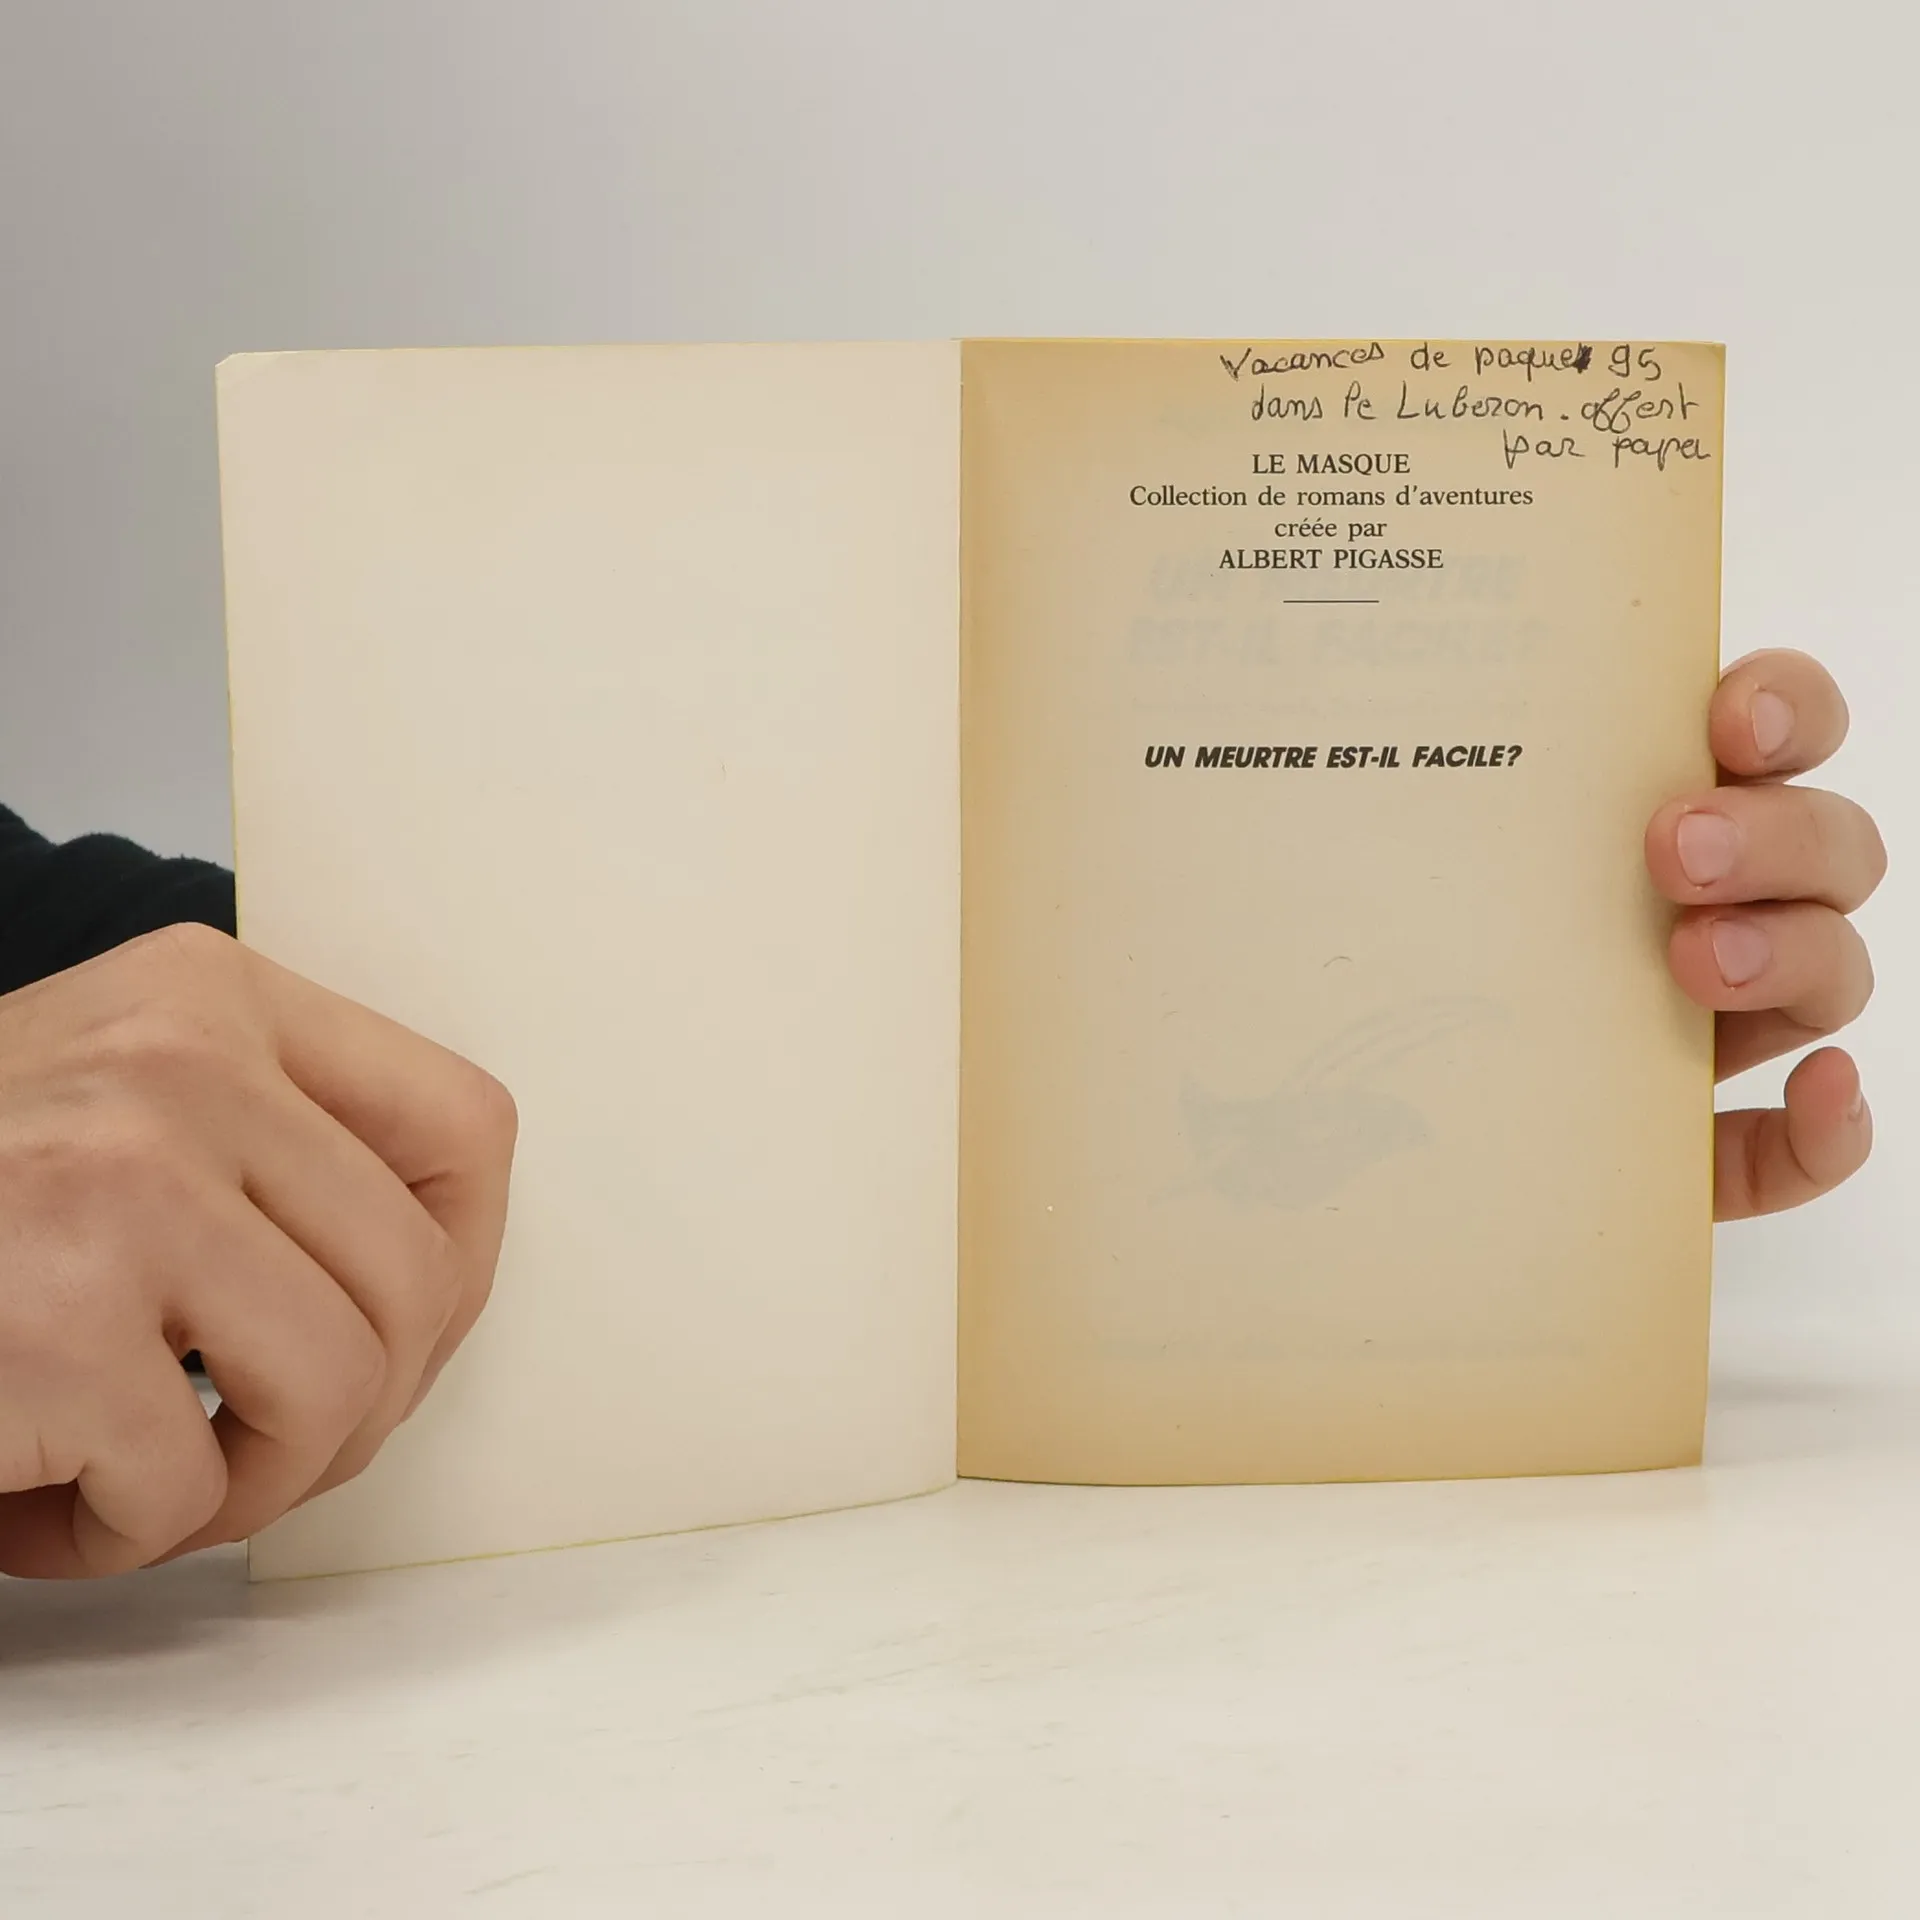 Vacances de paques 95
dans le Luberon. offert
par papa
LE MASQUE
Collection de romans d'aventures
créée par
ALBERT PIGASSE
UN MEURTRE EST-IL FACILE?